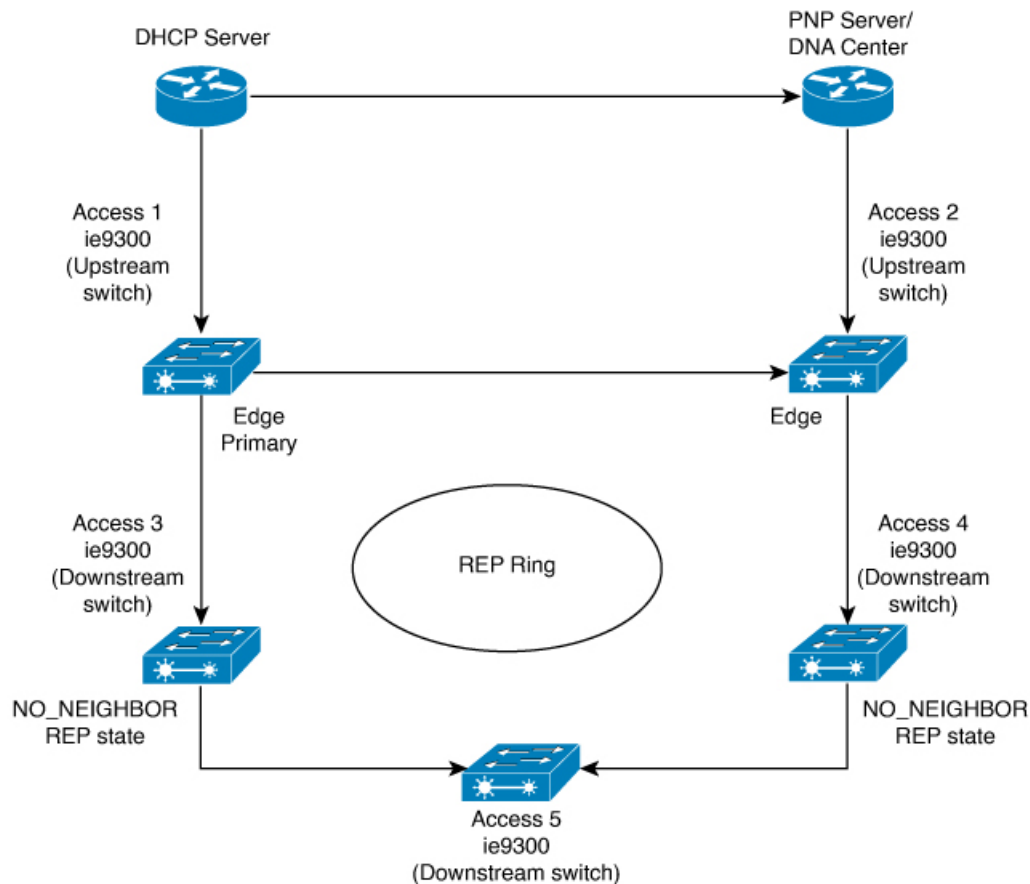 DHCP Server
PNP Server/
DNA Center
Access 1
ie9300
(Upstream
switch)
Access 2
ie9300
(Upstream
switch)
Edge
Primary
Edge
Access 3
ie9300
(Downstream
switch)
REP Ring
Access 4
ie9300
(Downstream
switch)
NO_NEIGHBOR
REP state
NO_NEIGHBOR
REP state
Access 5
ie9300
(Downstream switch)